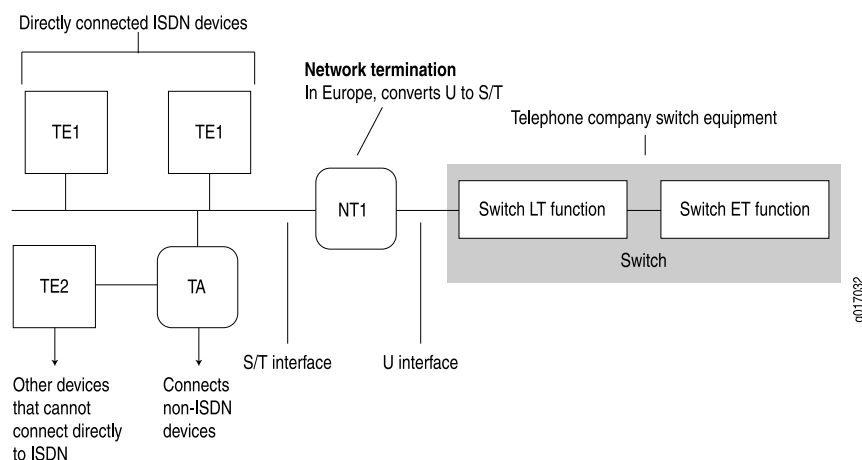 Directly connected ISDN devices
Network termination
In Europe, converts U to S/T
Telephone company switch equipment
TE1
TE1
NT1
Switch LT function
Switch ET function
Switch
TE2
TA
S/T interface
U interface
Other devices
that cannot
connect directly
to ISDN
Connects
non-ISDN
devices
g017032